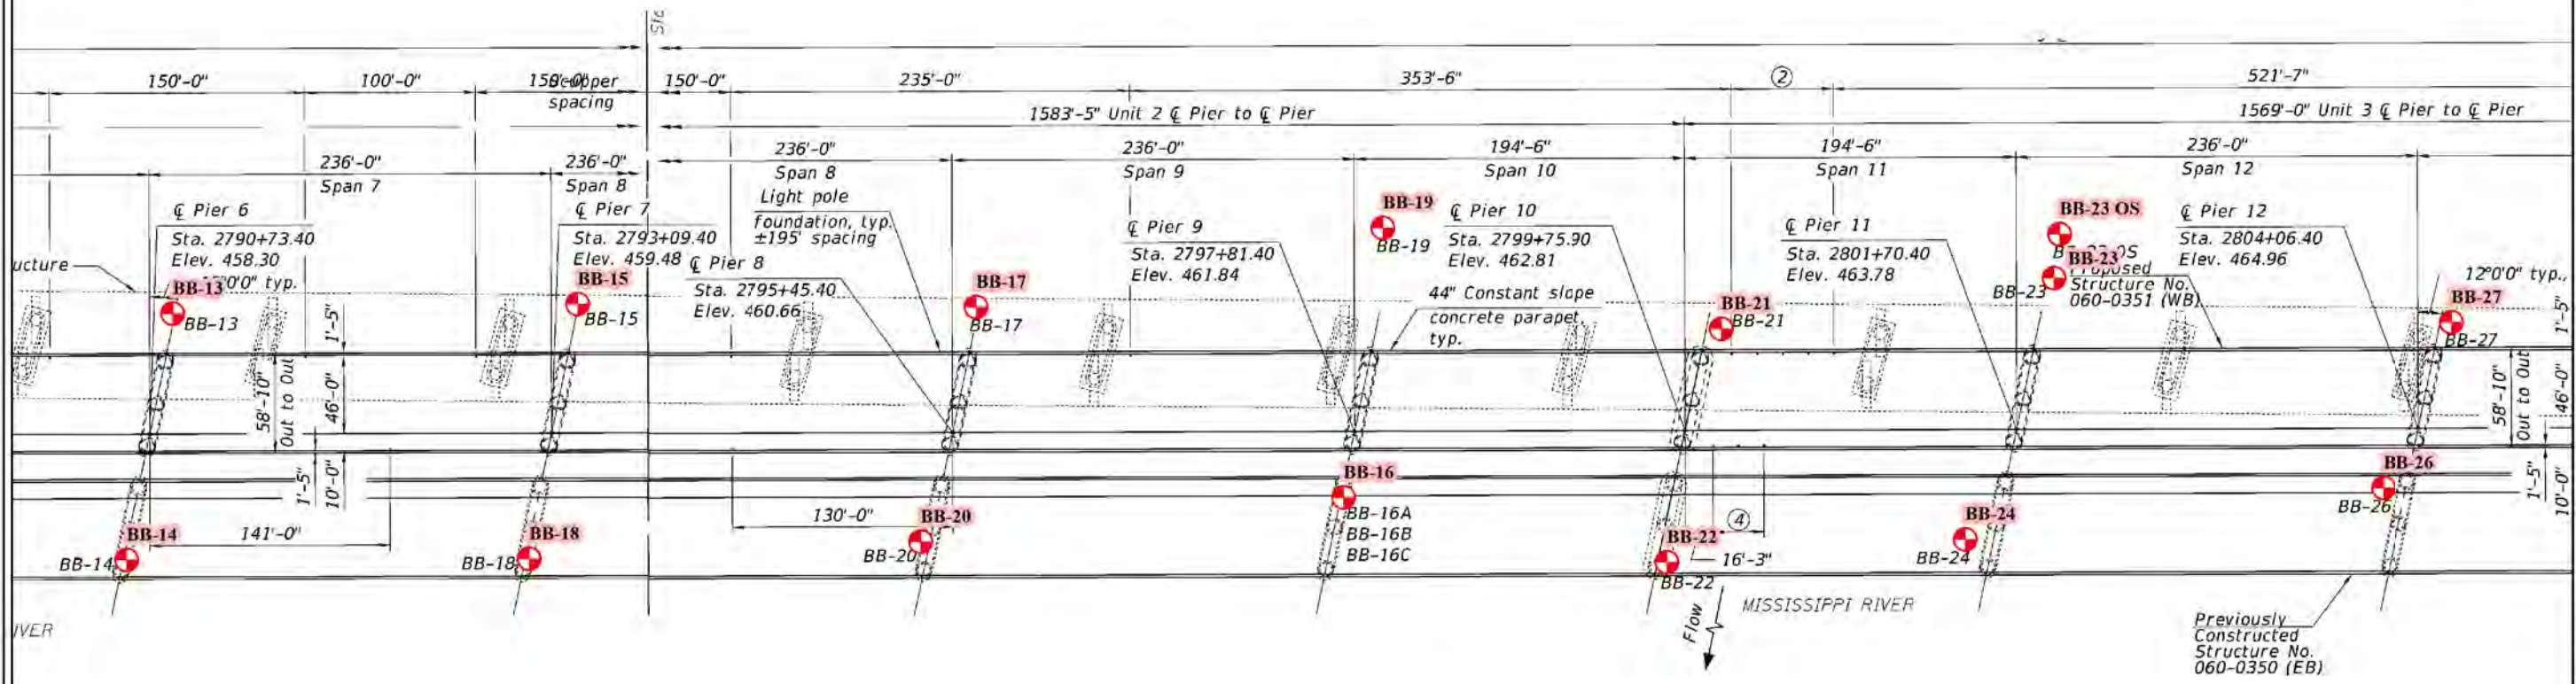 150'-0"
100'-0"
150'-0"
Scupper
spacing
150'-0"
235'-0"
353'-6"
②
521'-7"
1583'-5" Unit 2 ℄ Pier to ℄ Pier
1569'-0" Unit 3 ℄ Pier to ℄ Pier
236'-0"
Span 7
236'-0"
Span 8
236'-0"
Span 8
236'-0"
Span 9
194'-6"
Span 10
194'-6"
Span 11
236'-0"
Span 12
℄ Pier 6
Sta. 2790+73.40
Elev. 458.30
ucture
0'0" typ.
℄ Pier 7
Sta. 2793+09.40
Elev. 459.48
Light pole
foundation, typ.
±195' spacing
℄ Pier 8
Sta. 2795+45.40
Elev. 460.66
℄ Pier 9
Sta. 2797+81.40
Elev. 461.84
℄ Pier 10
Sta. 2799+75.90
Elev. 462.81
44" Constant slope
concrete parapet,
typ.
℄ Pier 11
Sta. 2801+70.40
Elev. 463.78
℄ Pier 12
Sta. 2804+06.40
Elev. 464.96
Proposed
Structure No.
060-0351 (WB)
12°0'0" typ.
BB-13
BB-13
BB-15
BB-15
BB-17
BB-17
BB-19
BB-19
BB-21
BB-21
BB-23 OS
BB-23
BB-23
BB-27
BB-27
1'-5"
58'-10"
Out to Out
46'-0"
1'-5"
10'-0"
1'-5"
58'-10"
Out to Out
46'-0"
1'-5"
10'-0"
BB-14
BB-14
141'-0"
BB-18
BB-18
130'-0"
BB-20
BB-20
BB-16
BB-16A
BB-16B
BB-16C
BB-22
BB-22
④
16'-3"
BB-24
BB-24
BB-26
BB-26
Flow
MISSISSIPPI RIVER
IVER
Previously
Constructed
Structure No.
060-0350 (EB)